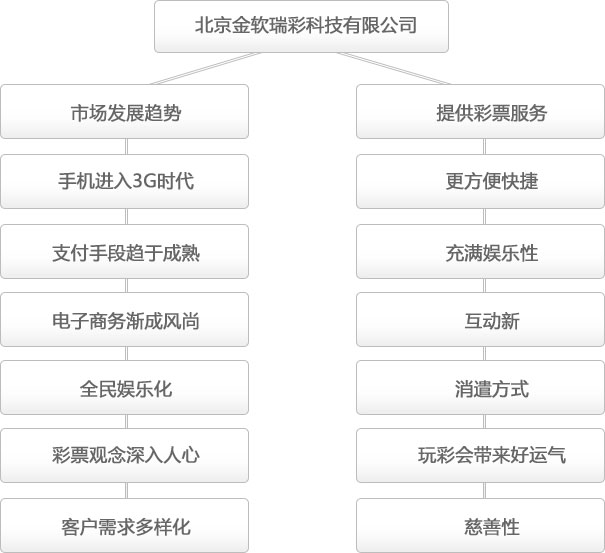 北京金软瑞彩科技有限公司
市场发展趋势
提供彩票服务
手机进入3G时代
更方便快捷
支付手段趋于成熟
充满娱乐性
电子商务渐成风尚
互动新
全民娱乐化
消遣方式
彩票观念深入人心
玩彩会带来好运气
客户需求多样化
慈善性